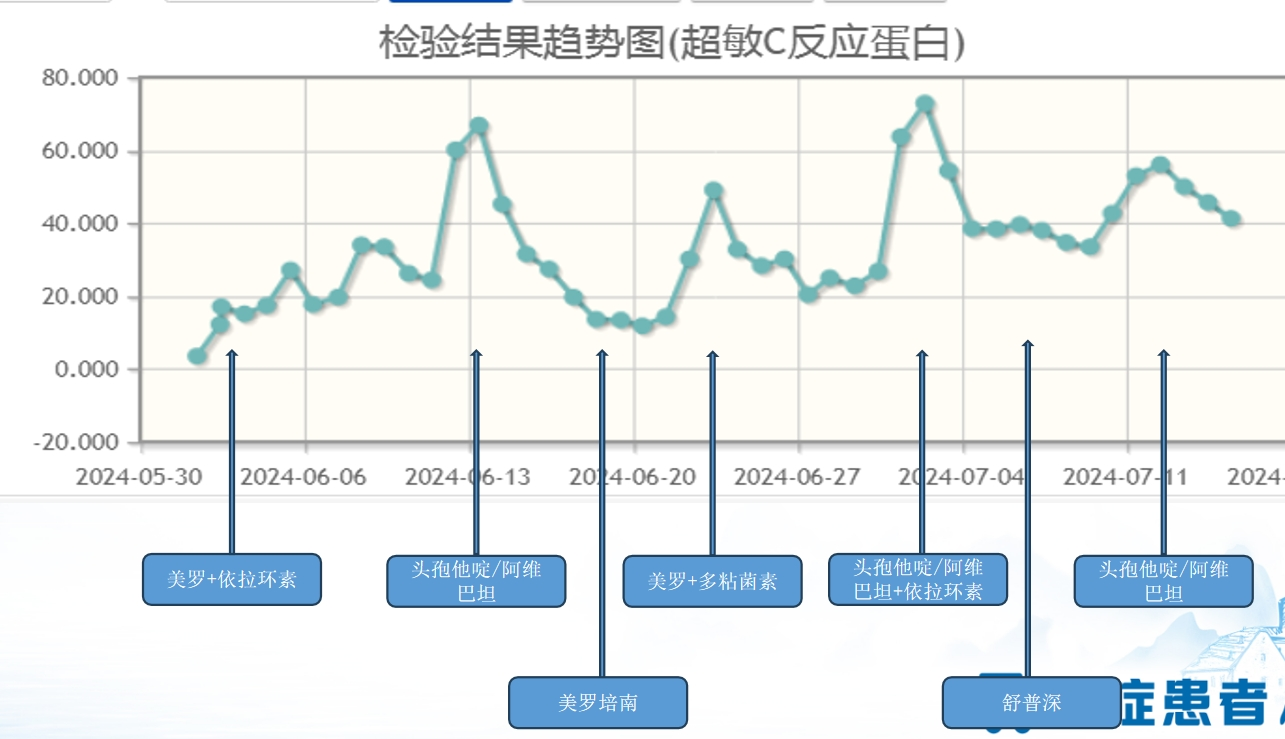 检验结果趋势图(超敏C反应蛋白)
80.000
60.000
40.000
20.000
0.000
-20.000
2024-05-30
2024-06-06
2024-06-13
2024-06-20
2024-06-27
2024-07-04
2024-07-11
2024-
美罗+依拉环素
头孢他啶/阿维
巴坦
美罗+多粘菌素
头孢他啶/阿维
巴坦+依拉环素
头孢他啶/阿维
巴坦
美罗培南
舒普深
症患者